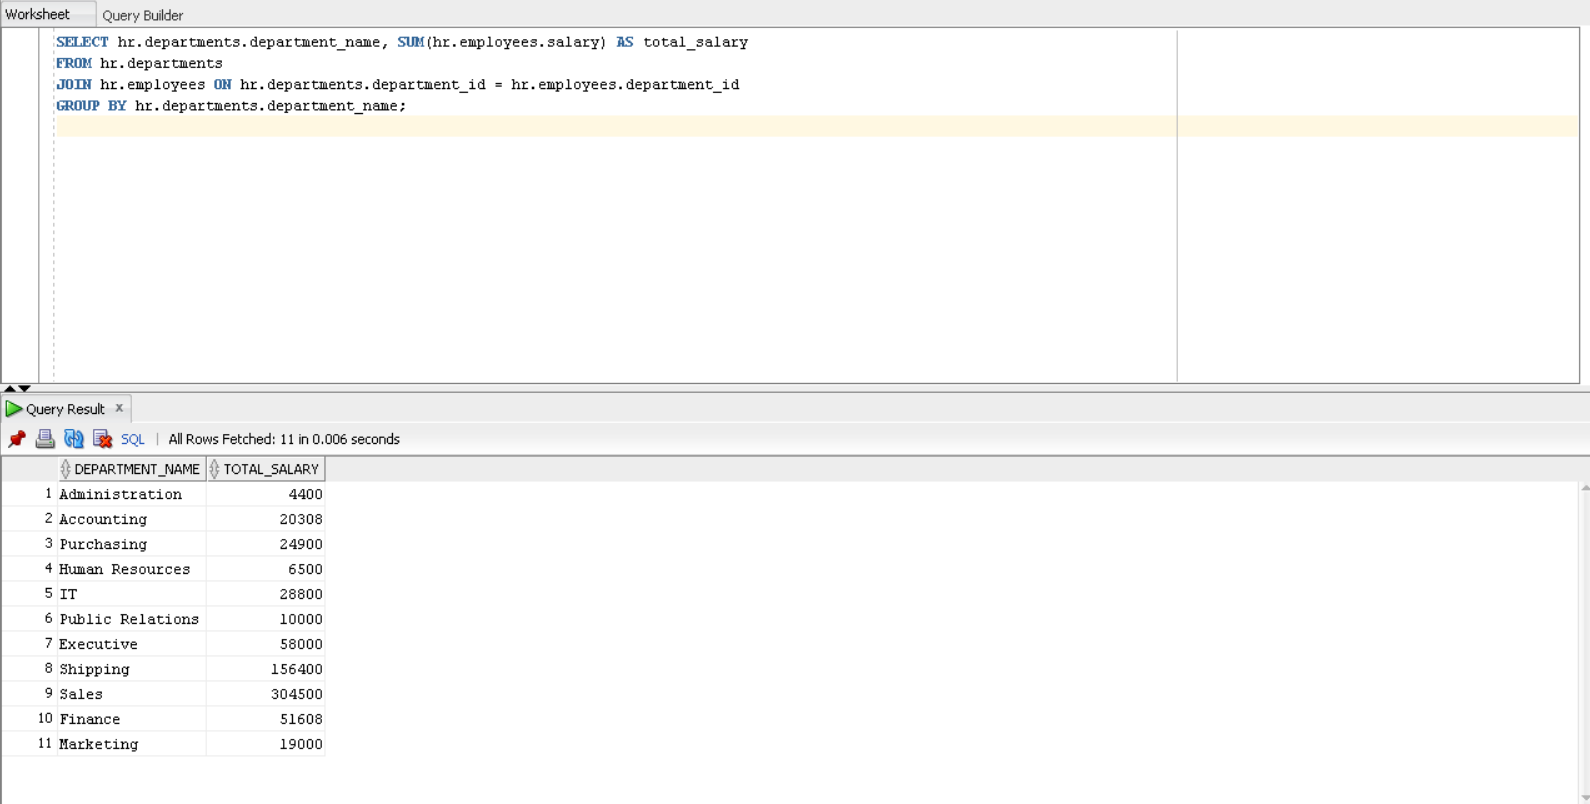 Worksheet Query Builder
SELECT hr.departments.department_name, SUM(hr.employees.salary) AS total_salary
FROM hr.departments
JOIN hr.employees ON hr.departments.department_id = hr.employees.department_id
GROUP BY hr.departments.department_name;
Query Result x
SQL | All Rows Fetched: 11 in 0.006 seconds
DEPARTMENT_NAME TOTAL_SALARY
1 Administration 4400
2 Accounting 20308
3 Purchasing 24900
4 Human Resources 6500
5 IT 28800
6 Public Relations 10000
7 Executive 58000
8 Shipping 156400
9 Sales 304500
10 Finance 51608
11 Marketing 19000